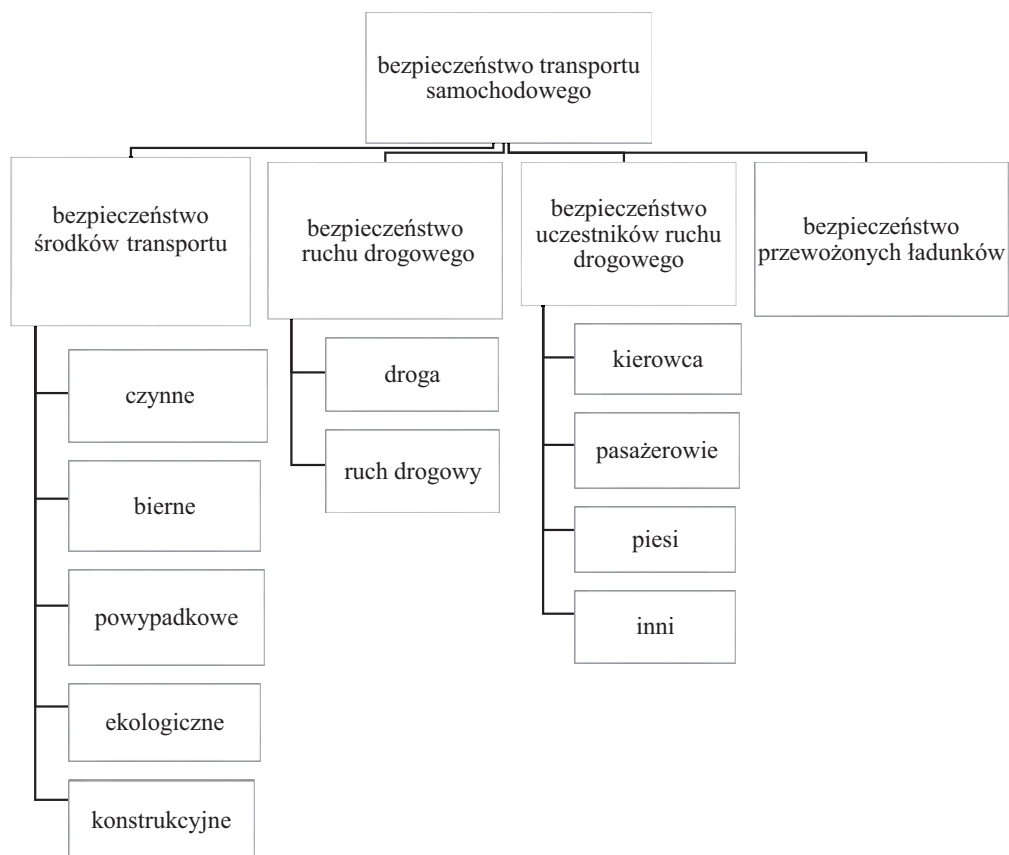 bezpieczeństwo transportu
samochodowego
bezpieczeństwo
środków transportu
bezpieczeństwo
ruchu drogowego
bezpieczeństwo
uczestników ruchu
drogowego
bezpieczeństwo
przewożonych ładunków
czynne
bierne
powypadkowe
ekologiczne
konstrukcyjne
droga
ruch drogowy
kierowca
pasażerowie
piesi
inni